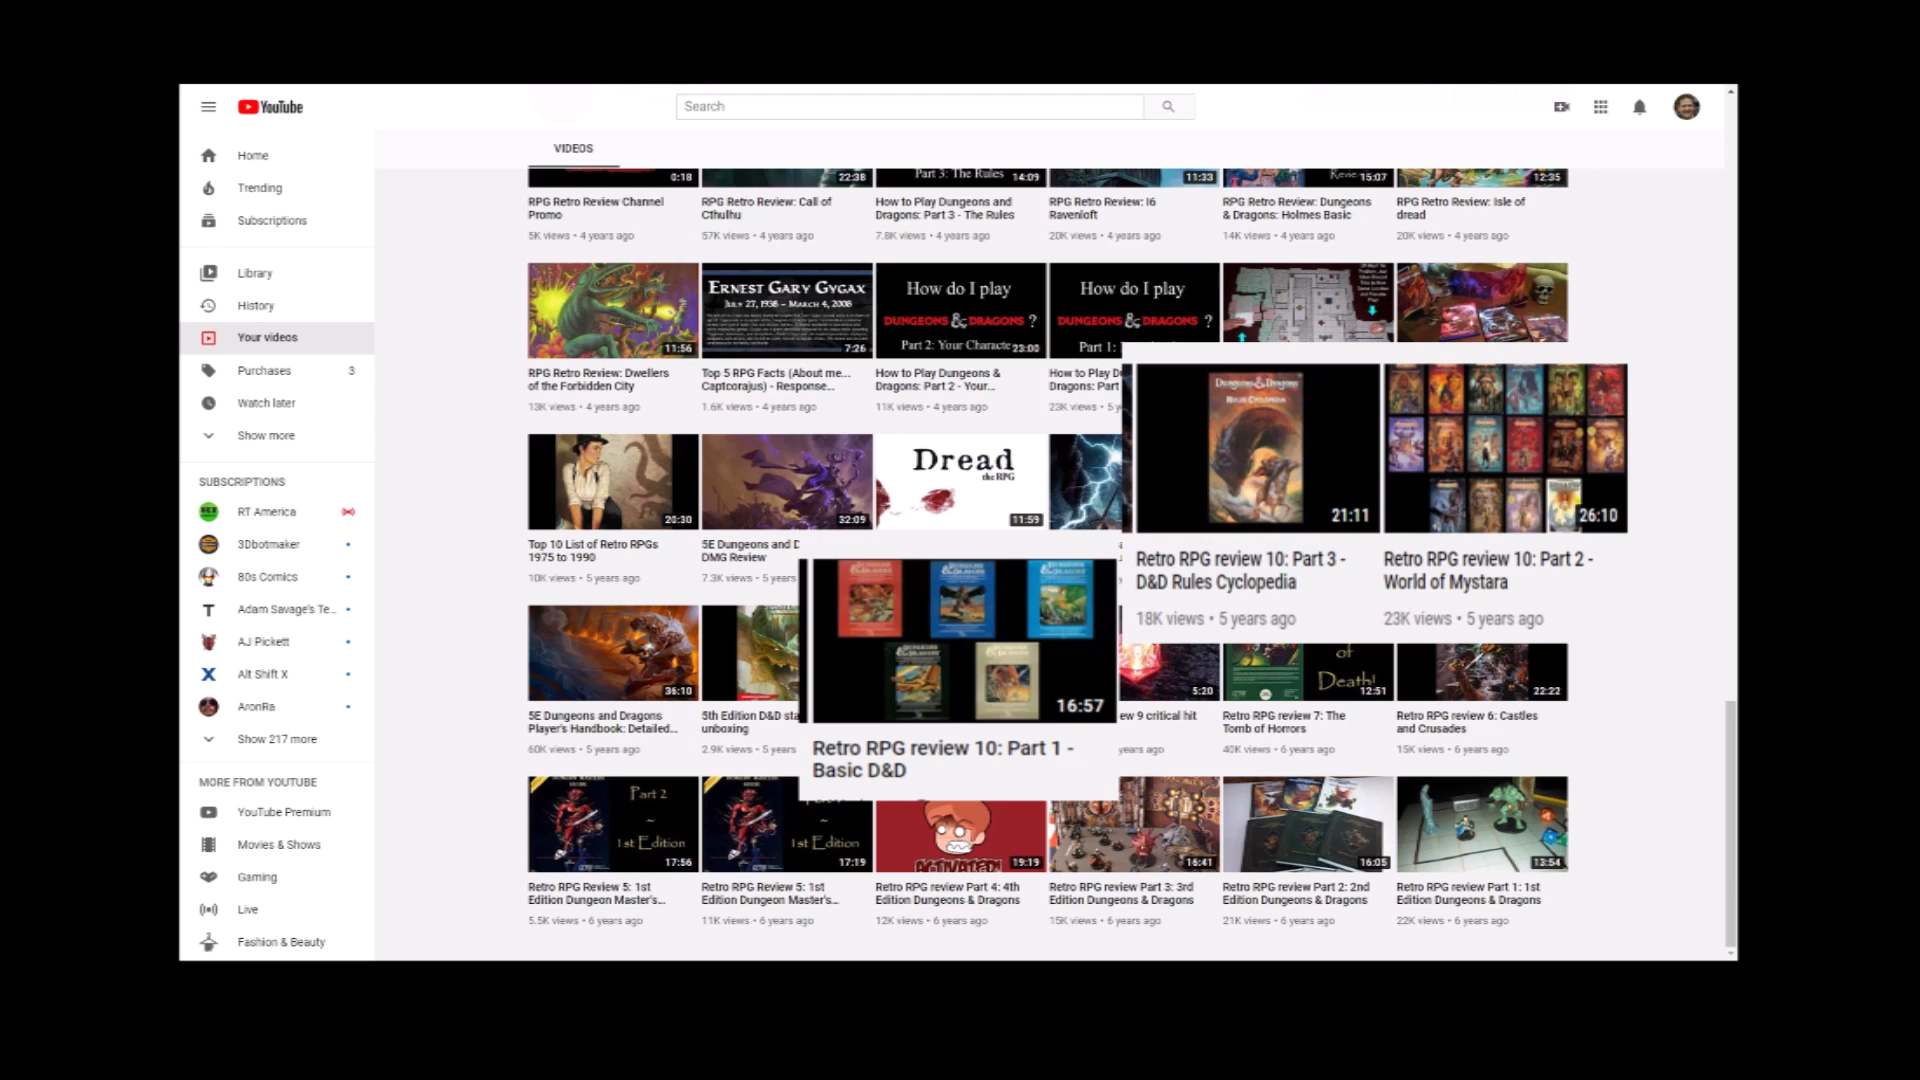 YouTube
Search
Home
Trending
Subscriptions
Library
History
Your videos
Purchases 3
Watch later
Show more
SUBSCRIPTIONS
RT America
3Dbotmaker
80s Comics
Adam Savage's Te...
AJ Pickett
Alt Shift X
AronRa
Show 217 more
MORE FROM YOUTUBE
YouTube Premium
Movies & Shows
Gaming
Live
Fashion & Beauty
VIDEOS
0:18
22:38
Part 3: The Rules 14:09
11:33
15:07
12:35
RPG Retro Review Channel
Promo
5K views • 4 years ago
RPG Retro Review: Call of
Cthulhu
57K views • 4 years ago
How to Play Dungeons and
Dragons: Part 3 - The Rules
7.8K views • 4 years ago
RPG Retro Review: I6
Ravenloft
20K views • 4 years ago
RPG Retro Review: Dungeons
& Dragons: Holmes Basic
14K views • 4 years ago
RPG Retro Review: Isle of
dread
20K views • 4 years ago
11:56
ERNEST GARY GYGAX
JULY 27, 1938 – MARCH 4, 2008
7:26
How do I play
DUNGEONS & DRAGONS ?
Part 2: Your Characte 23:00
How do I play
DUNGEONS & DRAGONS ?
Part 1:
RPG Retro Review: Dwellers
of the Forbidden City
13K views • 4 years ago
Top 5 RPG Facts (About me...
Captcorajus) - Response...
1.6K views • 4 years ago
How to Play Dungeons &
Dragons: Part 2 - Your...
11K views • 4 years ago
How to Play D
Dragons: Part
23K views • 5 y
20:30
32:09
Dread
the RPG
11:59
Top 10 List of Retro RPGs
1975 to 1990
10K views • 5 years ago
5E Dungeons and D
DMG Review
7.3K views • 5 years
DUNGEONS & DRAGONS
RULES CYCLOPEDIA
21:11
Retro RPG review 10: Part 3 -
D&D Rules Cyclopedia
18K views • 5 years ago
26:10
Retro RPG review 10: Part 2 -
World of Mystara
23K views • 5 years ago
16:57
Retro RPG review 10: Part 1 -
Basic D&D
36:10
5:20
of
Death!
12:51
22:22
5E Dungeons and Dragons
Player's Handbook: Detailed...
60K views • 5 years ago
5th Edition D&D sta
unboxing
2.9K views • 5 years
ew 9 critical hit
years ago
Retro RPG review 7: The
Tomb of Horrors
40K views • 6 years ago
Retro RPG review 6: Castles
and Crusades
15K views • 6 years ago
Part 2
~
1st Edition
17:56
~
1st Edition
17:19
ACTIVATED!
19:19
16:41
16:05
13:54
Retro RPG Review 5: 1st
Edition Dungeon Master's...
5.5K views • 6 years ago
Retro RPG Review 5: 1st
Edition Dungeon Master's...
11K views • 6 years ago
Retro RPG review Part 4: 4th
Edition Dungeons & Dragons
12K views • 6 years ago
Retro RPG review Part 3: 3rd
Edition Dungeons & Dragons
15K views • 6 years ago
Retro RPG review Part 2: 2nd
Edition Dungeons & Dragons
21K views • 6 years ago
Retro RPG review Part 1: 1st
Edition Dungeons & Dragons
22K views • 6 years ago